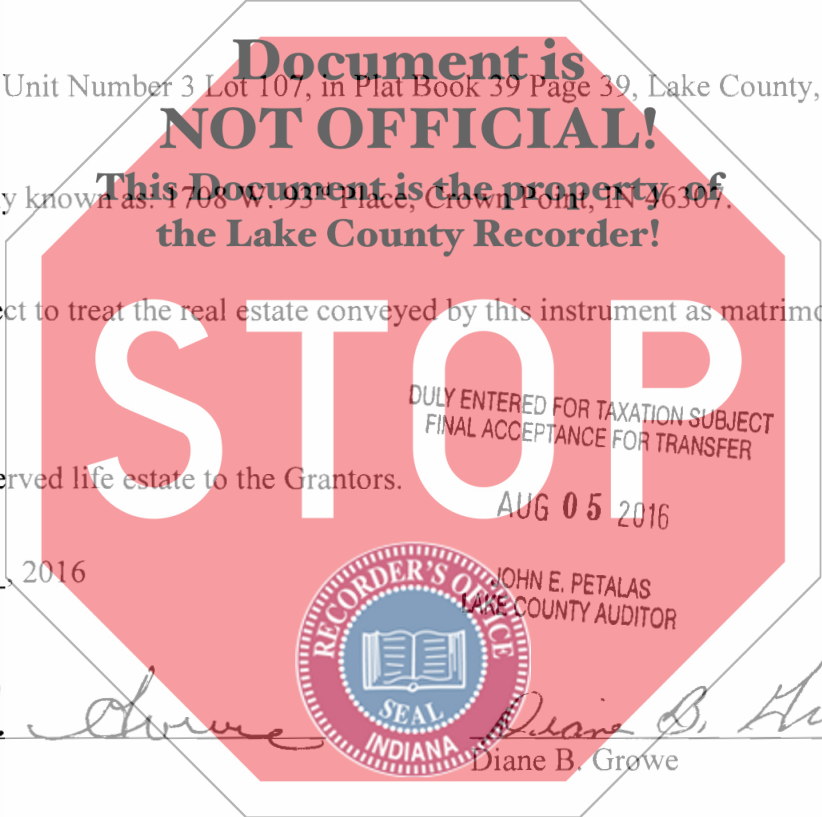 Document is
Unit Number 3 Lot 107, in Plat Book 39 Page 39, Lake County,
NOT OFFICIAL!
This Document is the property of
y known as: 1708 W. 93rd Place, Crown Point, IN 46307.
the Lake County Recorder!
ect to treat the real estate conveyed by this instrument as matrimo
STOP
DULY ENTERED FOR TAXATION SUBJECT
FINAL ACCEPTANCE FOR TRANSFER
erved life estate to the Grantors.
AUG 05 2016
, 2016
JOHN E. PETALAS
LAKE COUNTY AUDITOR
RECORDER'S OFFICE
SEAL
INDIANA
Growe
Diane B.
Diane B. Growe